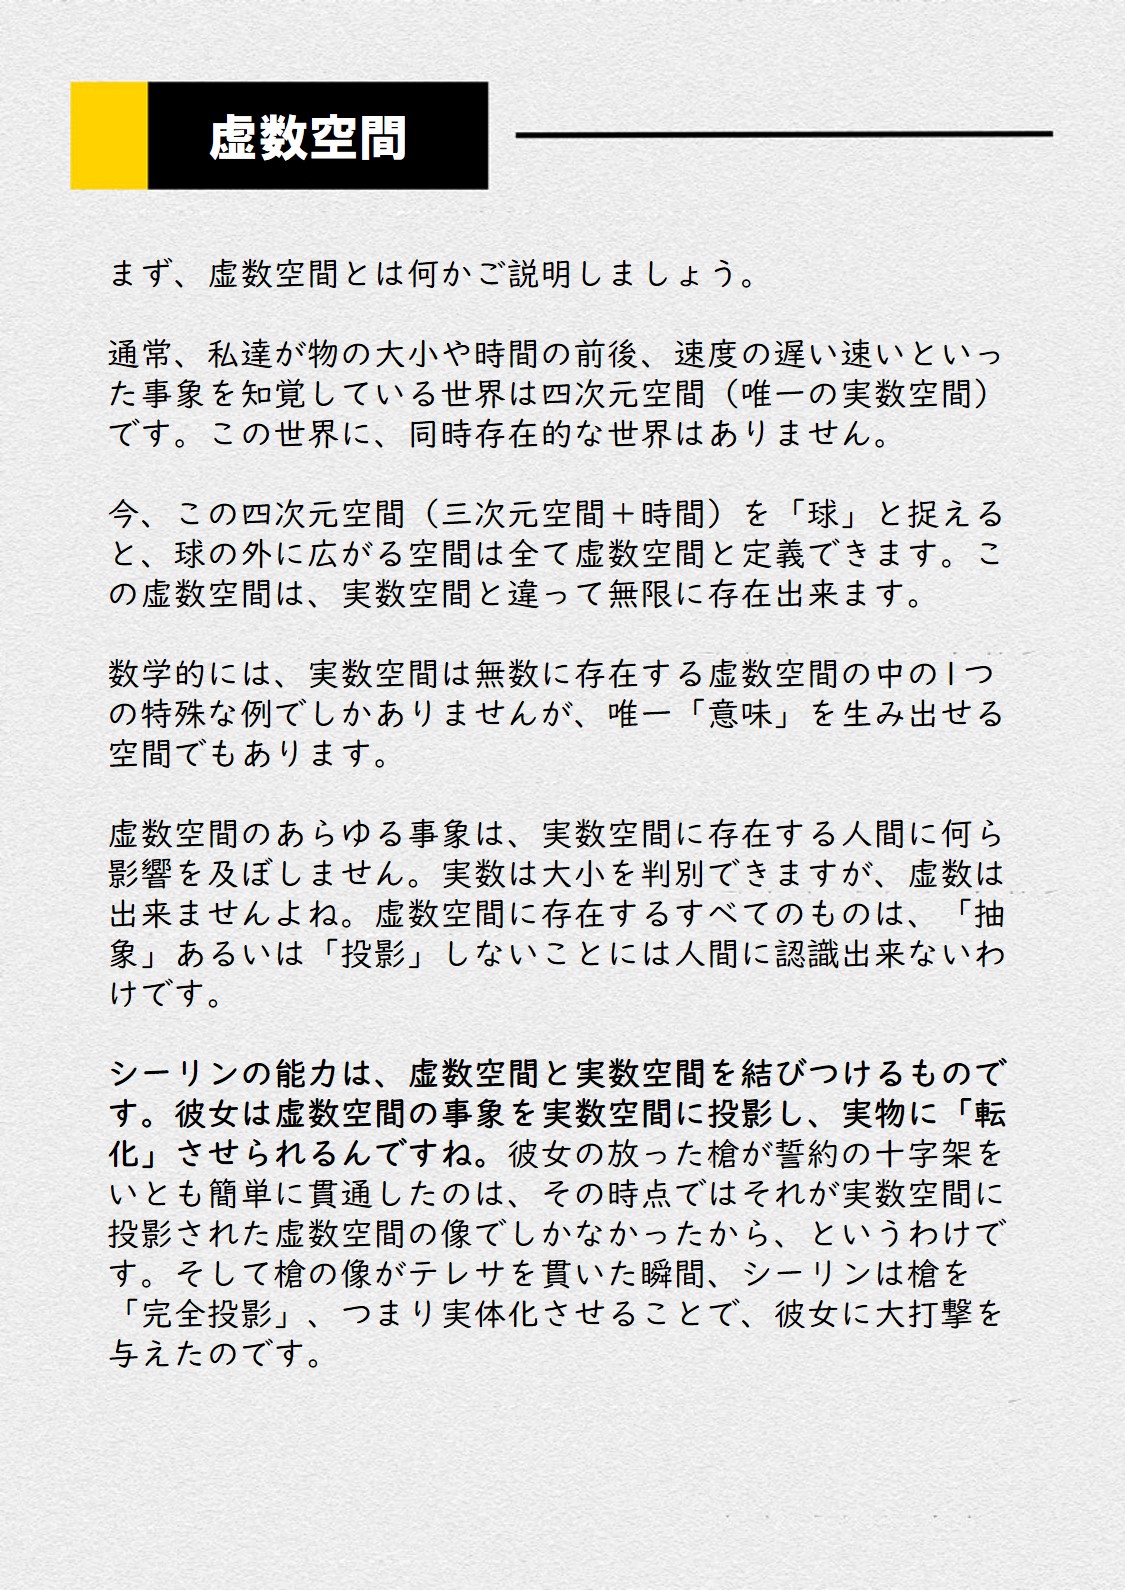 虚数空間
まず、虚数空間とは何かご説明しましょう。
通常、私達が物の大小や時間の前後、速度の遅い速いといっ
た事象を知覚している世界は四次元空間（唯一の実数空間）
です。この世界に、同時存在的な世界はありません。
今、この四次元空間（三次元空間＋時間）を「球」と捉える
と、球の外に広がる空間は全て虚数空間と定義できます。こ
の虚数空間は、実数空間と違って無限に存在出来ます。
数学的には、実数空間は無数に存在する虚数空間の中の1つ
の特殊な例でしかありませんが、唯一「意味」を生み出せる
空間でもあります。
虚数空間のあらゆる事象は、実数空間に存在する人間に何ら
影響を及ぼしません。実数は大小を判別できますが、虚数は
出来ませんよね。虚数空間に存在するすべてのものは、「抽
象」あるいは「投影」しないことには人間に認識出来ないわ
けです。
シーリンの能力は、虚数空間と実数空間を結びつけるもので
す。彼女は虚数空間の事象を実数空間に投影し、実物に「転
化」させられるんですね。彼女の放った槍が誓約の十字架を
いとも簡単に貫通したのは、その時点ではそれが実数空間に
投影された虚数空間の像でしかなかったから、というわけで
す。そして槍の像がテレサを貫いた瞬間、シーリンは槍を
「完全投影」、つまり実体化させることで、彼女に大打撃を
与えたのです。